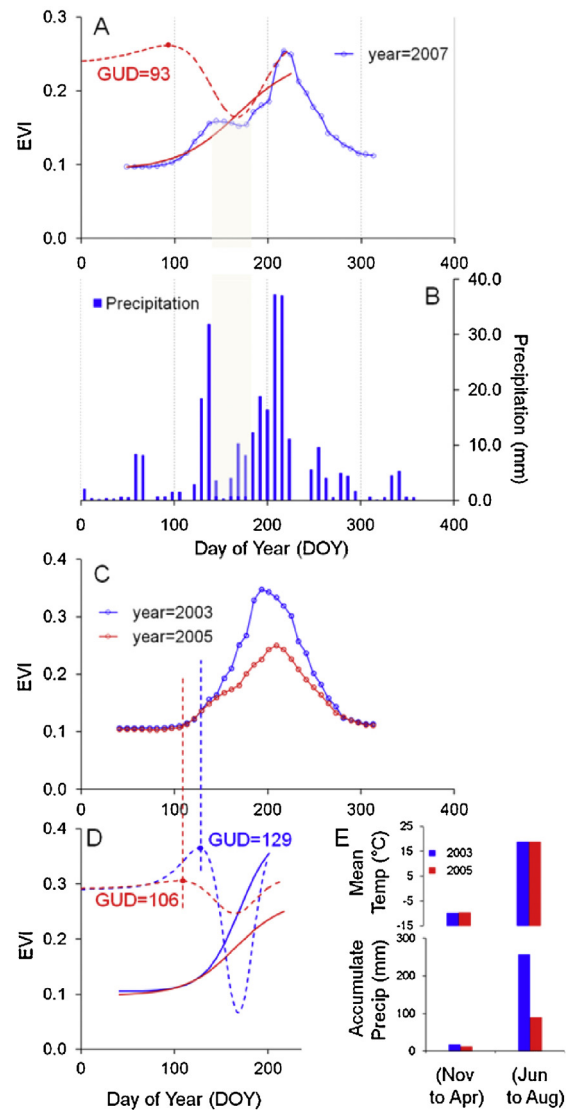 A
0.3
GUD=93
year=2007
0.2
EVI
0.1
0.0
0 100 200 300 400
40.0
B
Precipitation
30.0
20.0
Precipitation (mm)
10.0
0.0
0 100 200 300 400
Day of Year (DOY)
0.4
C
year=2003
0.3
year=2005
EVI
0.2
0.1
0.0
0 100 200 300 400
0.4
D
GUD=129
0.3
GUD=106
EVI
0.2
0.1
0.0
0 100 200
Day of Year (DOY)
E
25
15
5
-5
-15
Mean
Temp (°C)
2003
2005
300
200
100
0
Accumulate
Precip (mm)
(Nov
to Apr)
(Jun
to Aug)